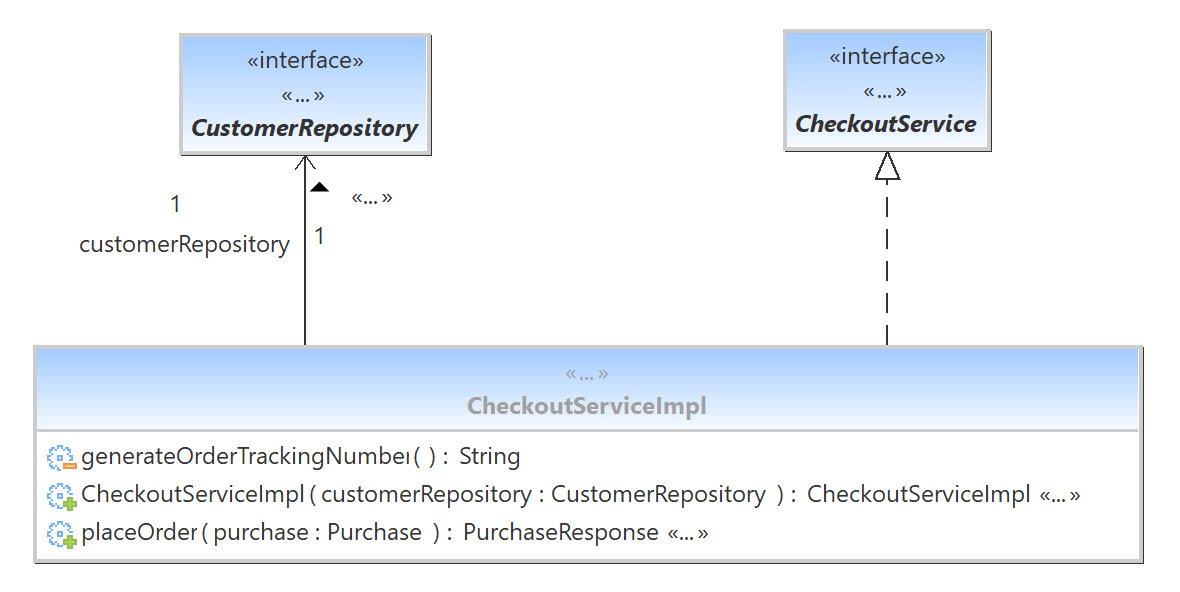 «interface»
«...»
CustomerRepository
«interface»
«...»
CheckoutService
1
«...»
customerRepository
1
«...»
CheckoutServiceImpl
generateOrderTrackingNumber( ) : String
CheckoutServiceImpl ( customerRepository : CustomerRepository ) : CheckoutServiceImpl «...»
placeOrder ( purchase : Purchase ) : PurchaseResponse «...»